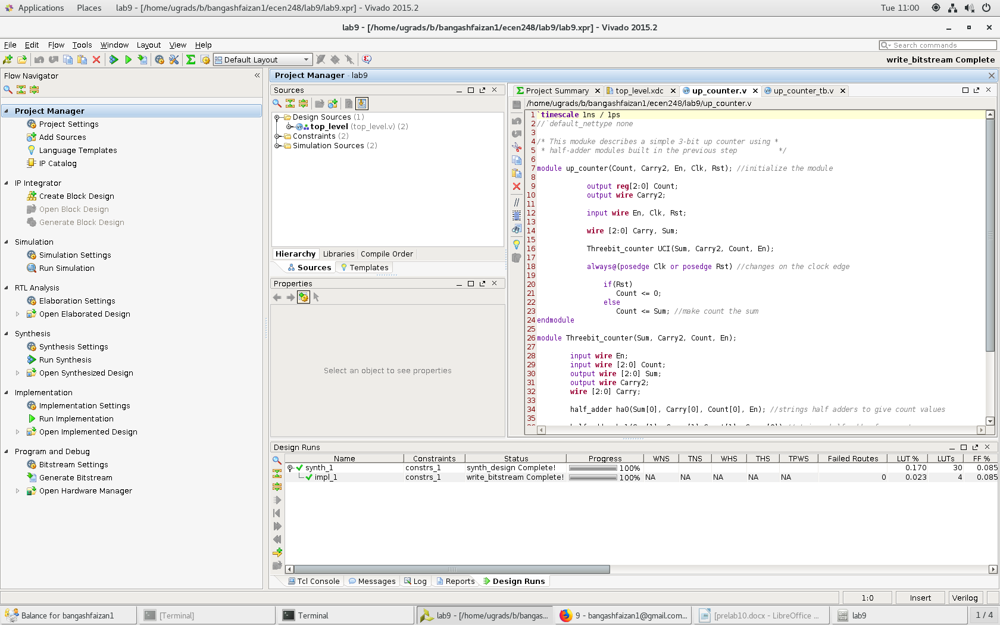 Applications Places lab9 - [/home/ugrads/b/bangashfaizan1/ecen248/lab9/lab9.xpr] - Vivado 2015.2 Tue 11:00
lab9 - [/home/ugrads/b/bangashfaizan1/ecen248/lab9/lab9.xpr] - Vivado 2015.2
File Edit Flow Tools Window Layout View Help Search commands
Default Layout write_bitstream Complete
Flow Navigator
Project Manager
Project Settings
Add Sources
Language Templates
IP Catalog
IP Integrator
Create Block Design
Open Block Design
Generate Block Design
Simulation
Simulation Settings
Run Simulation
RTL Analysis
Elaboration Settings
Open Elaborated Design
Synthesis
Synthesis Settings
Run Synthesis
Open Synthesized Design
Implementation
Implementation Settings
Run Implementation
Open Implemented Design
Program and Debug
Bitstream Settings
Generate Bitstream
Open Hardware Manager
Project Manager - lab9
Sources
Design Sources (1)
top_level (top_level.v) (2)
Constraints (2)
Simulation Sources (2)
Hierarchy Libraries Compile Order
Sources Templates
Properties
Select an object to see properties
Project Summary top_level.xdc up_counter.v up_counter_tb.v
/home/ugrads/b/bangashfaizan1/ecen248/lab9/up_counter.v
1 `timescale 1ns / 1ps
2 //`default_nettype none
3
4 /* This moduke describes a simple 3-bit up counter using *
5 * half-adder modules built in the previous step */
6
7 module up_counter(Count, Carry2, En, Clk, Rst); //initialize the module
8
9 output reg[2:0] Count;
10 output wire Carry2;
11
12 input wire En, Clk, Rst;
13
14 wire [2:0] Carry, Sum;
15
16 Threebit_counter UCI(Sum, Carry2, Count, En);
17
18 always@(posedge Clk or posedge Rst) //changes on the clock edge
19
20 if(Rst)
21 Count <= 0;
22 else
23 Count <= Sum; //make count the sum
24 endmodule
25
26 module Threebit_counter(Sum, Carry2, Count, En);
27
28 input wire En;
29 input wire [2:0] Count;
30 output wire [2:0] Sum;
31 output wire Carry2;
32 wire [2:0] Carry;
33
34 half_adder ha0(Sum[0], Carry[0], Count[0], En); //strings half adders to give count values
35
Design Runs
Name Constraints Status Progress WNS TNS WHS THS TPWS Failed Routes LUT % LUTs FF %
synth_1 constrs_1 synth_design Complete! 100% 0.170 30 0.085
impl_1 constrs_1 write_bitstream Complete! 100% NA NA NA NA NA 0 0.023 4 0.085
Tcl Console Messages Log Reports Design Runs
1:0 Insert Verilog
Balance for bangashfaizan1 [Terminal] Terminal lab9 - [/home/ugrads/b/bangas... 9 - bangashfaizan1@gmail.com... [prelab10.docx - LibreOffice ... lab9 1 / 4